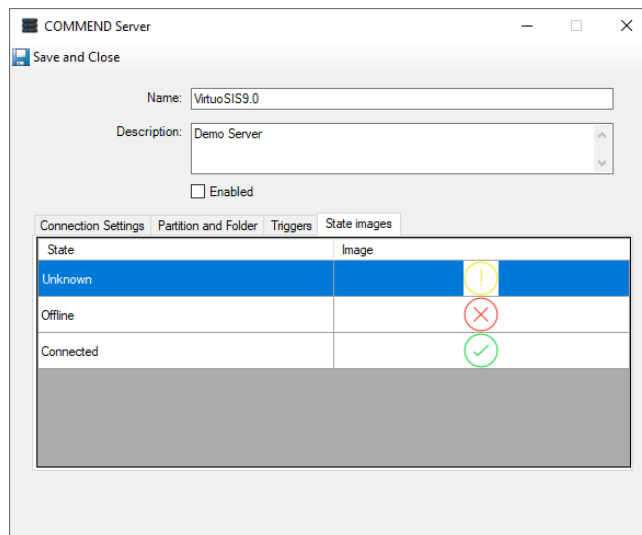 COMMEND Server
Save and Close
Name: VirtuoSIS9.0
Description: Demo Server
Enabled
Connection Settings Partition and Folder Triggers State images
State Image
Unknown
Offline
Connected